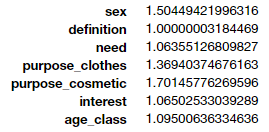 sex 1.50449421996316
definition 1.00000003184469
need 1.06355126809827
purpose_clothes 1.36940374676163
purpose_cosmetic 1.70145776269596
interest 1.06502533039289
age_class 1.09500636334636